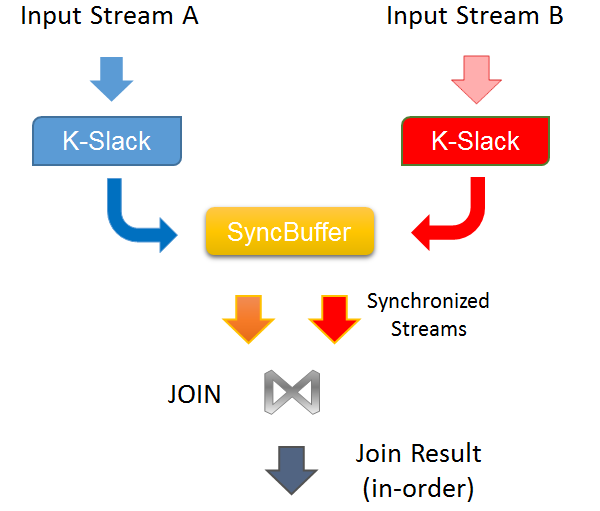 Input Stream A
Input Stream B
K-Slack
K-Slack
SyncBuffer
Synchronized
Streams
JOIN
Join Result
(in-order)